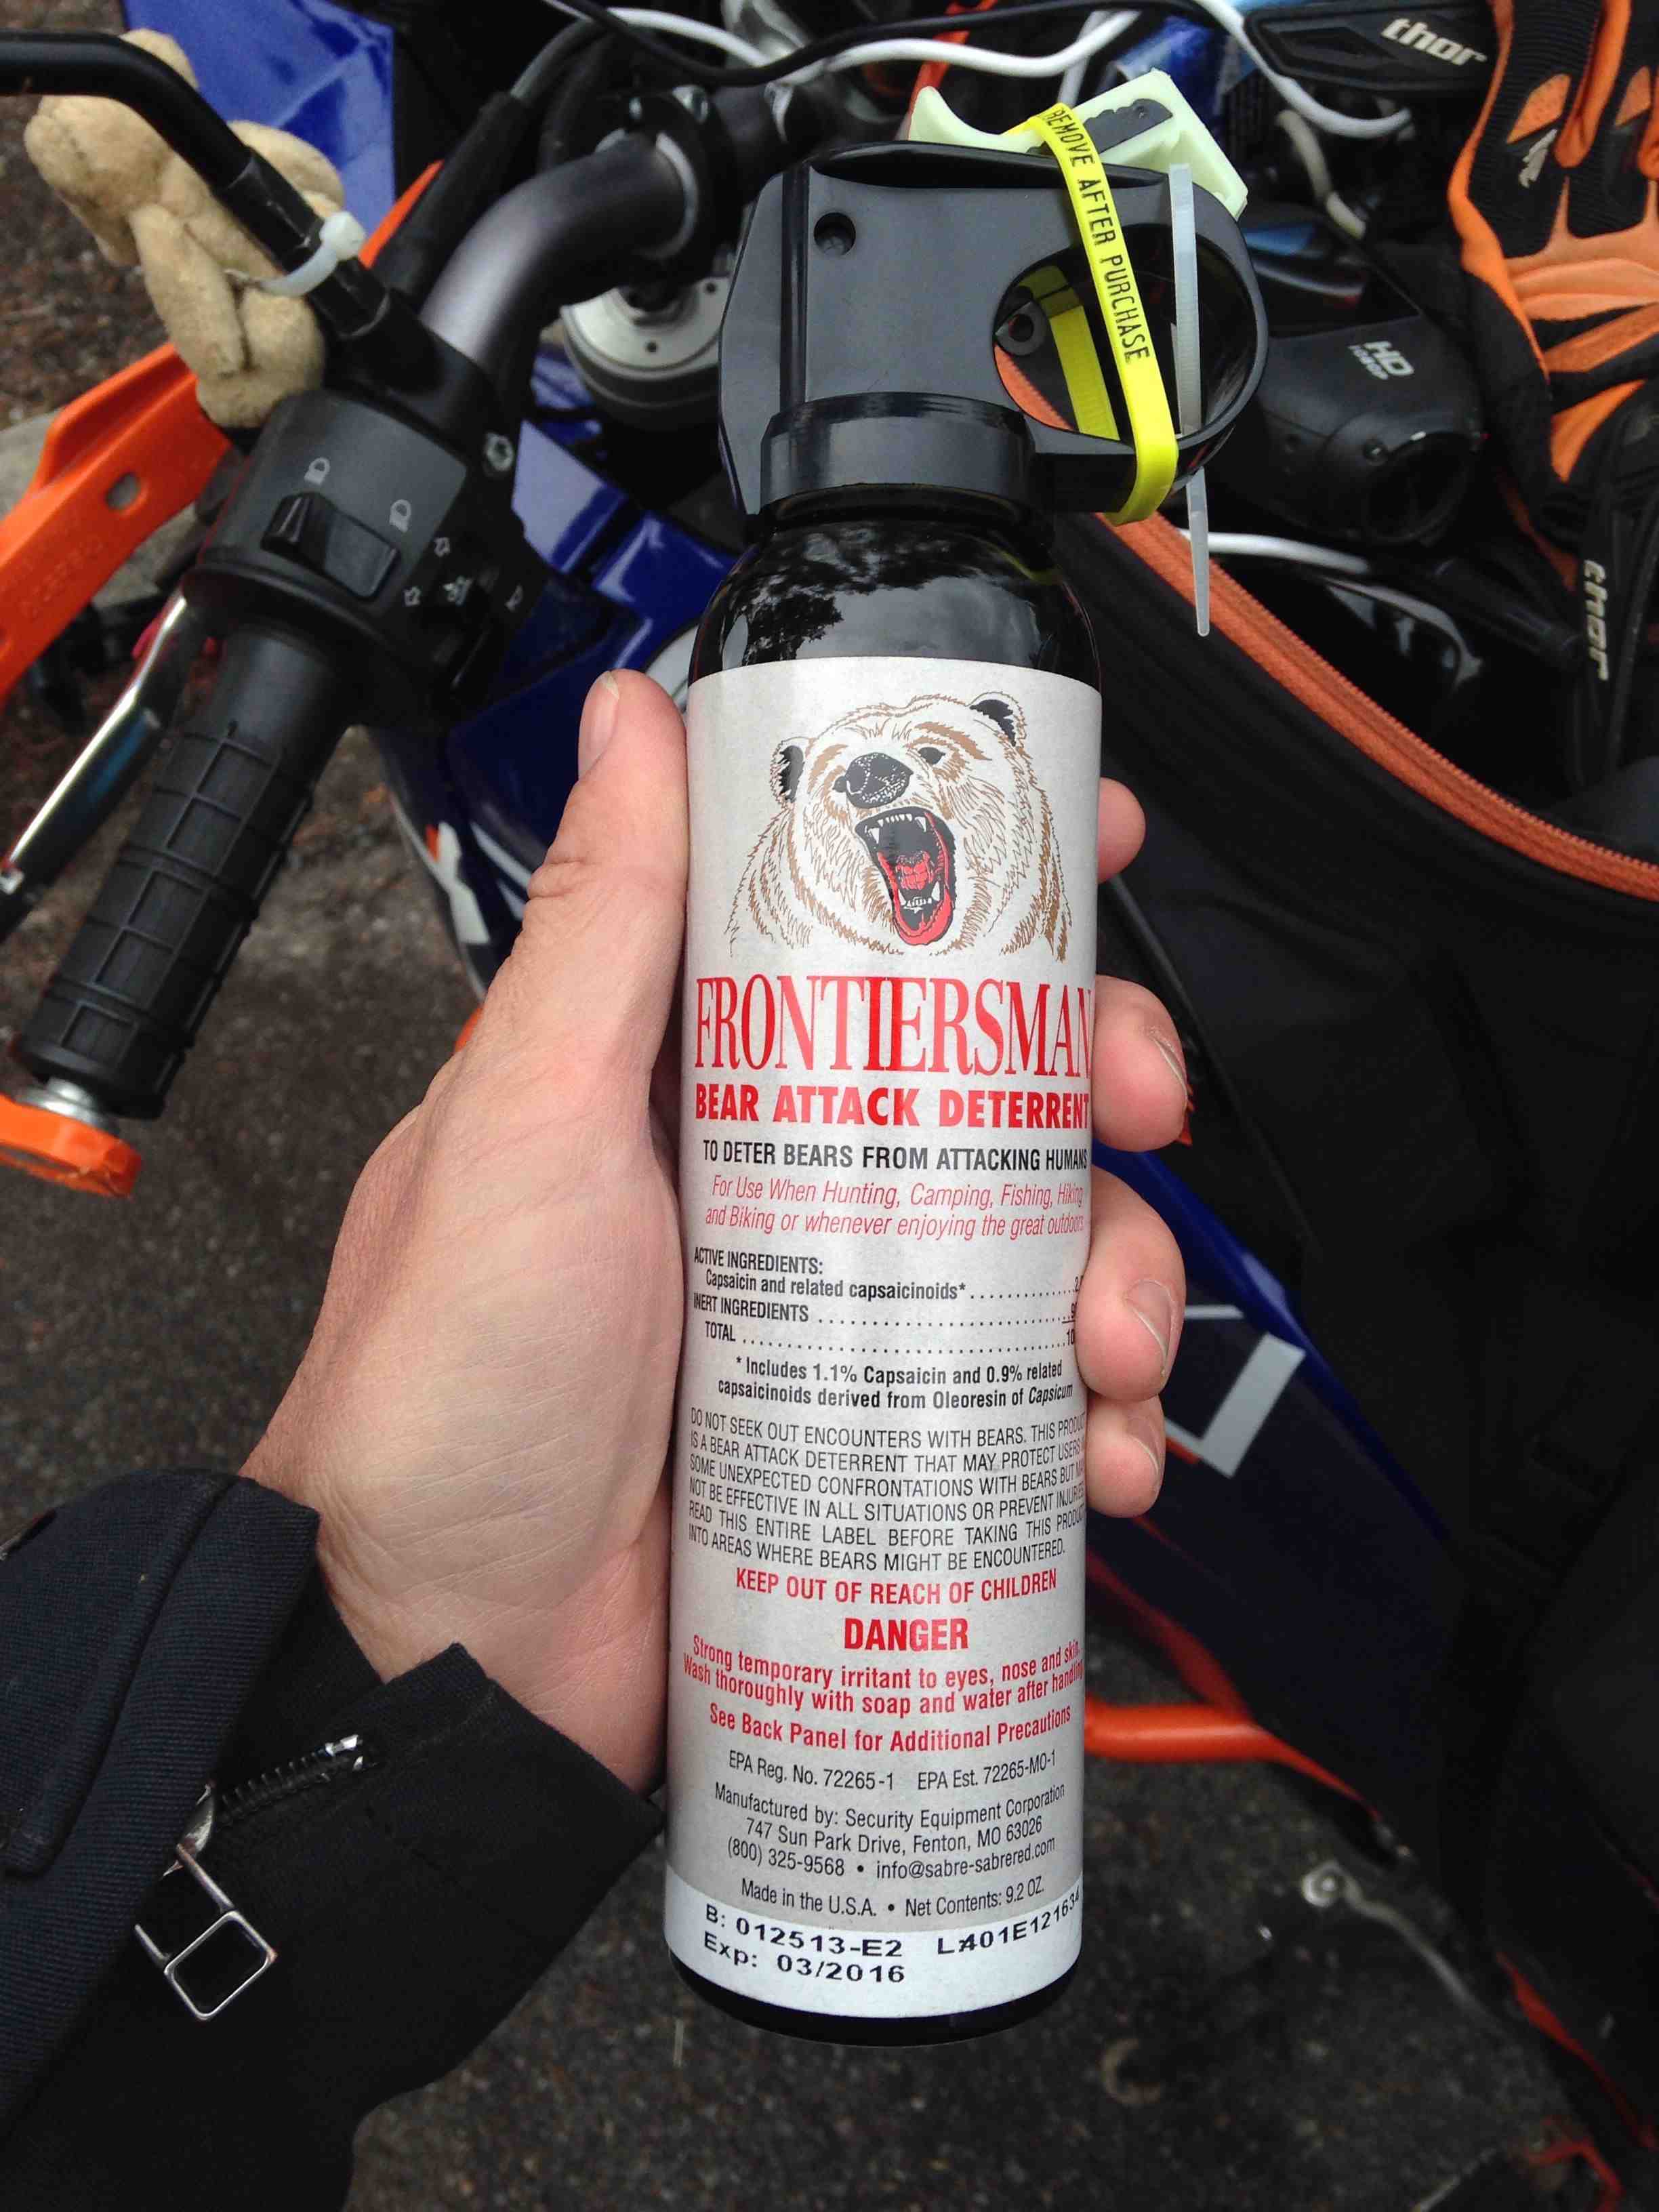 thor
REMOVE AFTER PURCHASE
HD
1080P
thor
FRONTIERSMAN
BEAR ATTACK DETERRENT
TO DETER BEARS FROM ATTACKING HUMANS
For Use When Hunting, Camping, Fishing, Hiking
and Biking or whenever enjoying the great outdoors
ACTIVE INGREDIENTS:
Capsaicin and related capsaicinoids*
INERT INGREDIENTS
TOTAL
* Includes 1.1% Capsaicin and 0.9% related
capsaicinoids derived from Oleoresin of Capsicum
DO NOT SEEK OUT ENCOUNTERS WITH BEARS. THIS PRODUCT
IS A BEAR ATTACK DETERRENT THAT MAY PROTECT USERS
SOME UNEXPECTED CONFRONTATIONS WITH BEARS BUT MAY
NOT BE EFFECTIVE IN ALL SITUATIONS OR PREVENT INJURIES
READ THIS ENTIRE LABEL BEFORE TAKING THIS PRODUCT
INTO AREAS WHERE BEARS MIGHT BE ENCOUNTERED.
KEEP OUT OF REACH OF CHILDREN
DANGER
Strong temporary irritant to eyes, nose and skin.
Wash thoroughly with soap and water after handling
See Back Panel for Additional Precautions
EPA Reg. No. 72265-1 EPA Est. 72265-MO-1
Manufactured by: Security Equipment Corporation
747 Sun Park Drive, Fenton, MO 63026
(800) 325-9568 • info@sabre-sabrered.com
Made in the U.S.A. • Net Contents: 9.2 OZ.
B: 012513-E2 L#401E121634
Exp: 03/2016